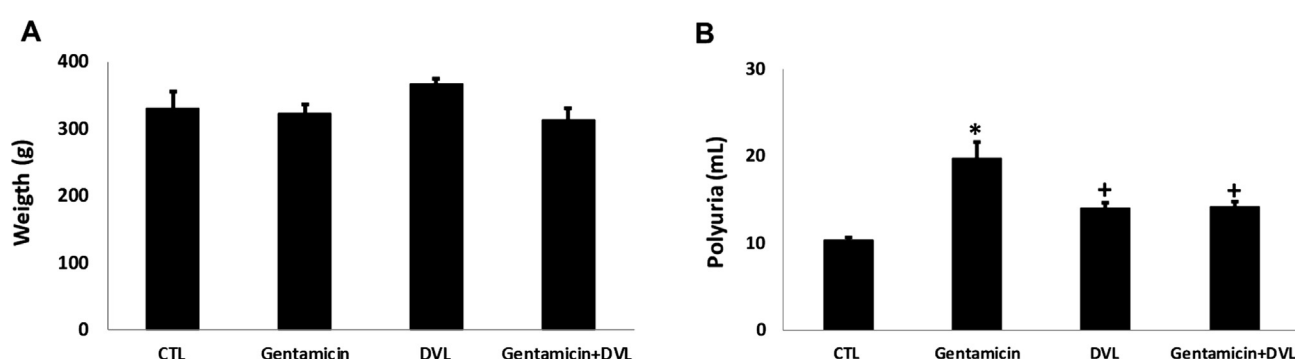 A
Weigth (g)
400
300
200
100
0
CTL Gentamicin DVL Gentamicin+DVL
B
Polyuria (mL)
30
20
10
0
*
+
+
CTL Gentamicin DVL Gentamicin+DVL